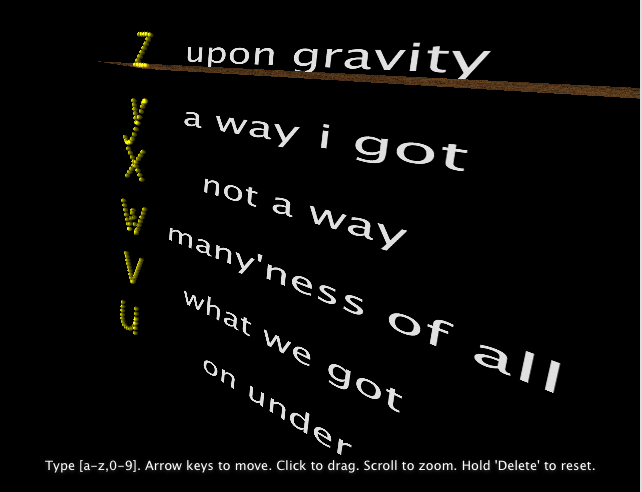 z upon gravity
y a way i got
x not a way
w many'ness of all
v what we got
u on under
Type [a-z,0-9]. Arrow keys to move. Click to drag. Scroll to zoom. Hold 'Delete' to reset.